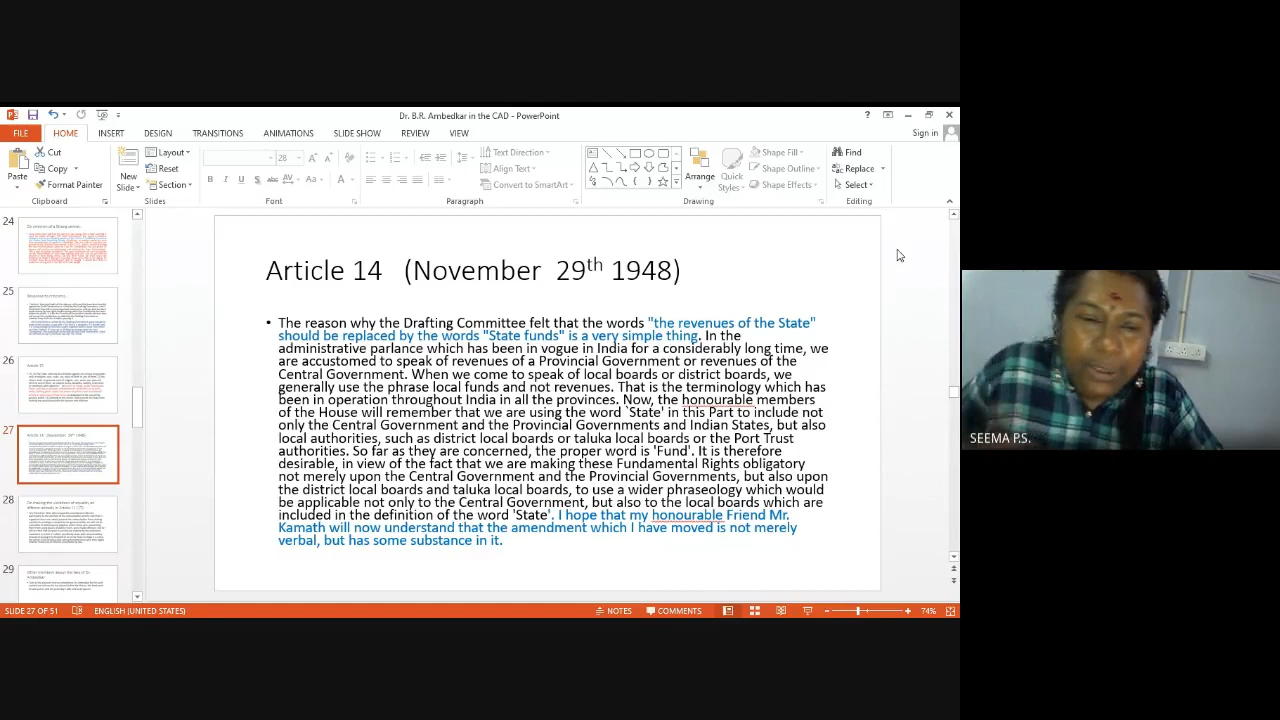 Dr. B.R. Ambedkar in the CAD - PowerPoint
FILE HOME INSERT DESIGN TRANSITIONS ANIMATIONS SLIDE SHOW REVIEW VIEW Sign in
Cut
Copy
Format Painter
Paste
Clipboard
New Slide
Layout
Reset
Section
Slides
28
Font
Text Direction
Align Text
Convert to SmartArt
Paragraph
Arrange
Quick Styles
Shape Fill
Shape Outline
Shape Effects
Drawing
Find
Replace
Select
Editing
24
25
26
27
28
29
Article 14 (November 29th 1948)
• The reason why the Drafting Committee felt that the words "the revenues of the State"
should be replaced by the words "State funds" is a very simple thing. In the
administrative parlance which has been in vogue in India for a considerably long time, we
are accustomed to speak of revenues of a Provincial Government or revenues of the
Central Government. When we come to speak of local boards or district boards, we
generally use the phrase local funds and not revenues. That is the terminology which has
been in operation throughout India in all the provinces. Now, the honourable members
of the House will remember that we are using the word `State' in this Part to include not
only the Central Government and the Provincial Governments and Indian States, but also
local authorities, such as district local boards or taluka local boards or the Port Trust
authorities. So far as they are concerned, the proper word is 'Fund'. It is therefore
desirable, in view of the fact that we are making these Fundamental Rights obligatory
not merely upon the Central Government and the Provincial Governments, but also upon
the district local boards and taluka local boards, to use a wider phraseology which would
be applicable not only to the Central Government, but also to the local boards which are
included in the definition of the word 'State'. I hope that my honourable Friend Mr.
Kamath will now understand that the amendment which I have moved is not merely
verbal, but has some substance in it.
SEEMA P.S.
SLIDE 27 OF 51 ENGLISH (UNITED STATES) NOTES COMMENTS 74%